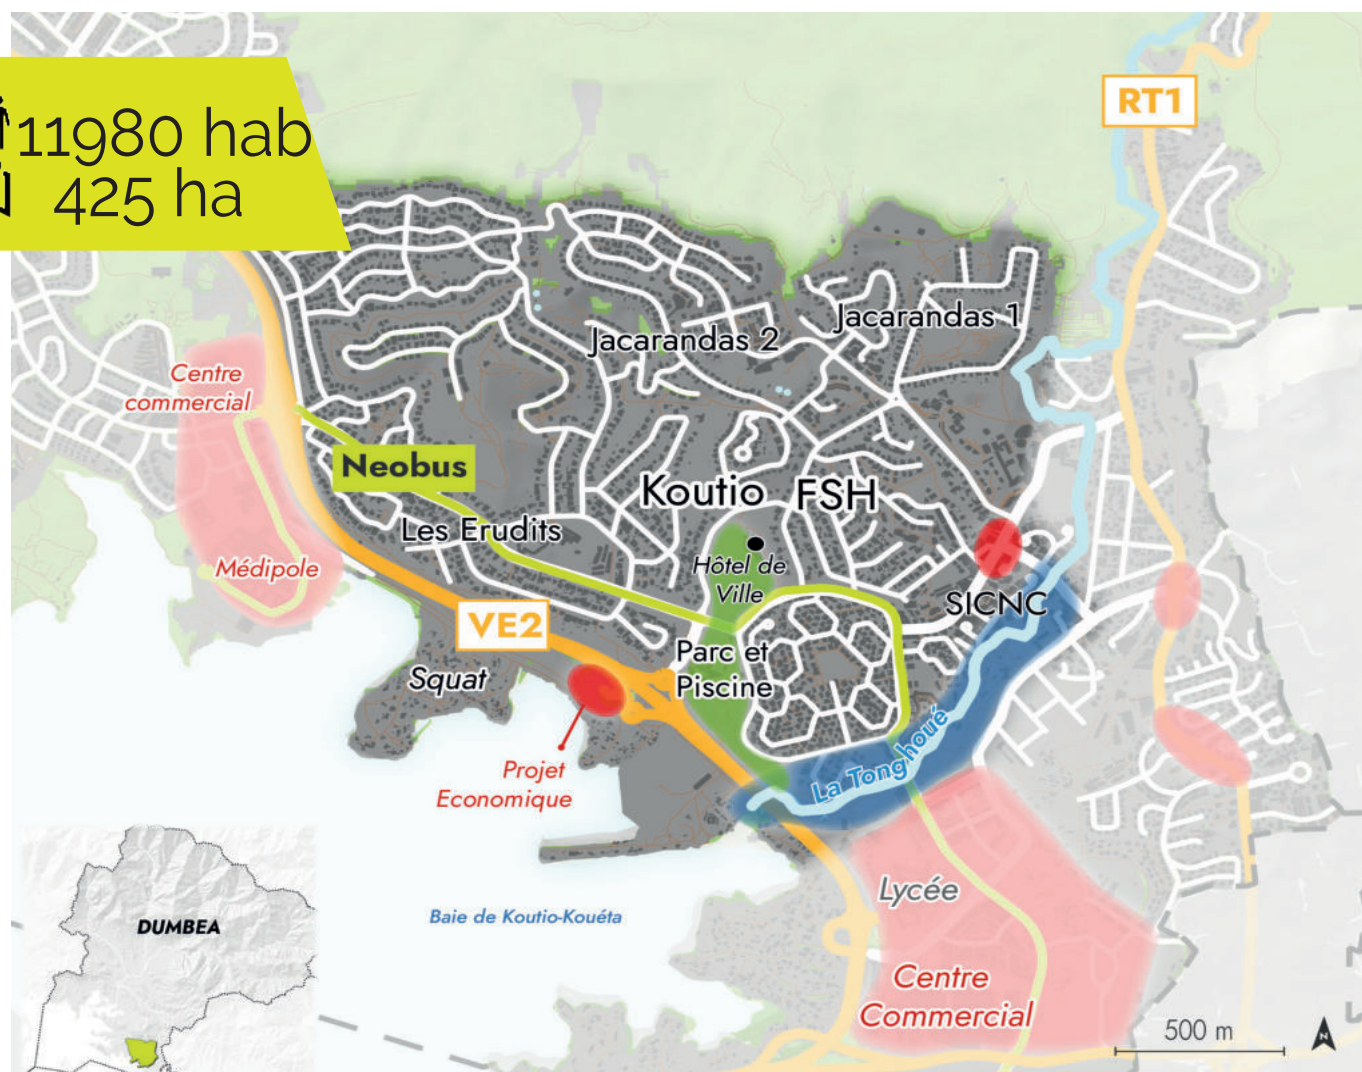 11980 hab
425 ha
RT1
Jacarandas 1
Jacarandas 2
Centre
commercial
Neobus
Koutio
FSH
Les Erudits
Hôtel de
Ville
Médipole
SICNC
VE2
Parc et
Piscine
Squat
La Tonghoué
Projet
Economique
Lycée
Baie de Koutio-Kouéta
DUMBEA
Centre
Commercial
500 m
N